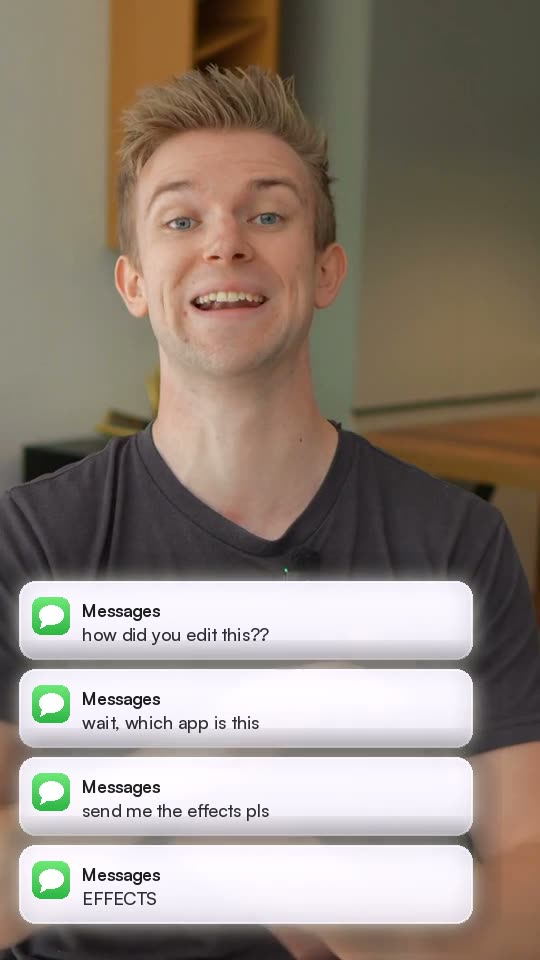 Messages
how did you edit this??
Messages
wait, which app is this
Messages
send me the effects pls
Messages
EFFECTS